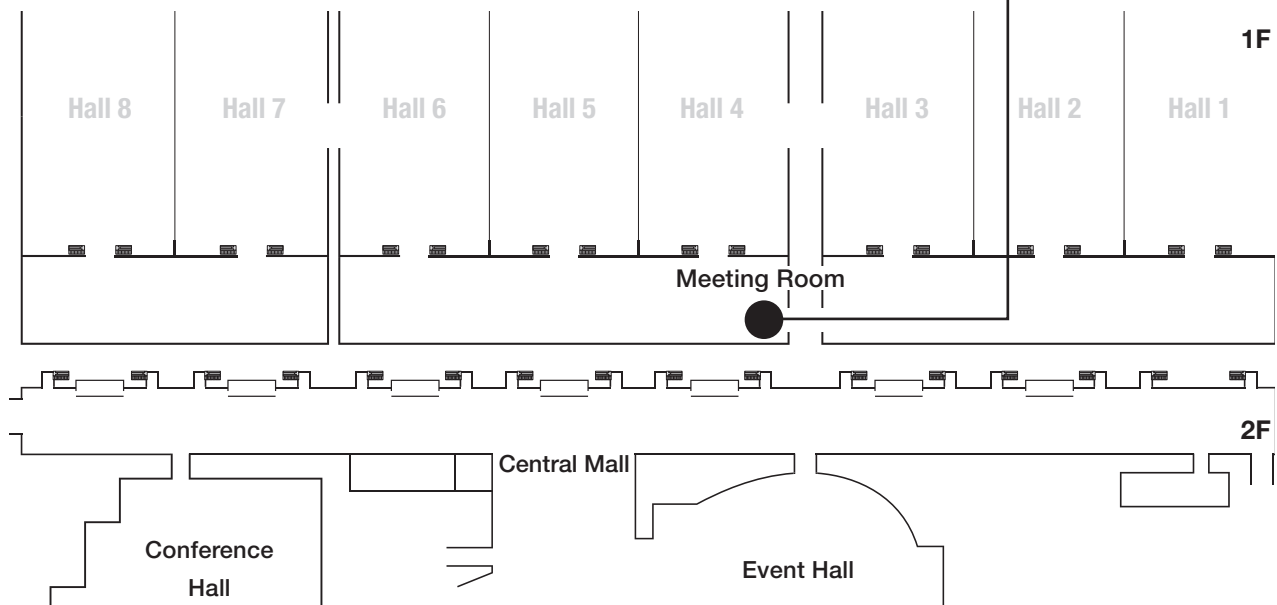 1F
Hall 8
Hall 7
Hall 6
Hall 5
Hall 4
Hall 3
Hall 2
Hall 1
Meeting Room
2F
Central Mall
Conference
Hall
Event Hall